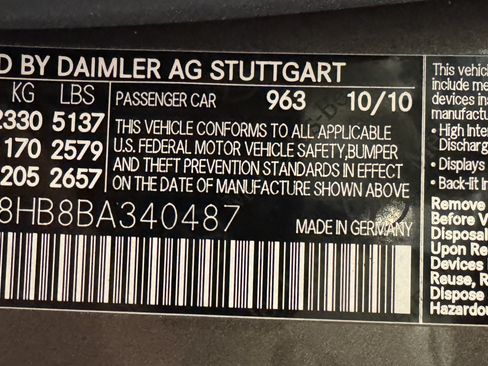 D BY DAIMLER AG STUTTGART
KG LBS
2330 5137
170 2579
205 2657
PASSENGER CAR 963 10/10
THIS VEHICLE CONFORMS TO ALL APPLICABLE
U.S. FEDERAL MOTOR VEHICLE SAFETY, BUMPER
AND THEFT PREVENTION STANDARDS IN EFFECT
ON THE DATE OF MANUFACTURE SHOWN ABOVE
8HB8BA340487
MADE IN GERMANY
This vehic
include me
devices ins
manufactur
• High Inte
Discharg
• Displays
• Back-lit i
Remove
Before V
Disposal
Upon Re
Devices
Reuse, R
Dispose
Hazardou